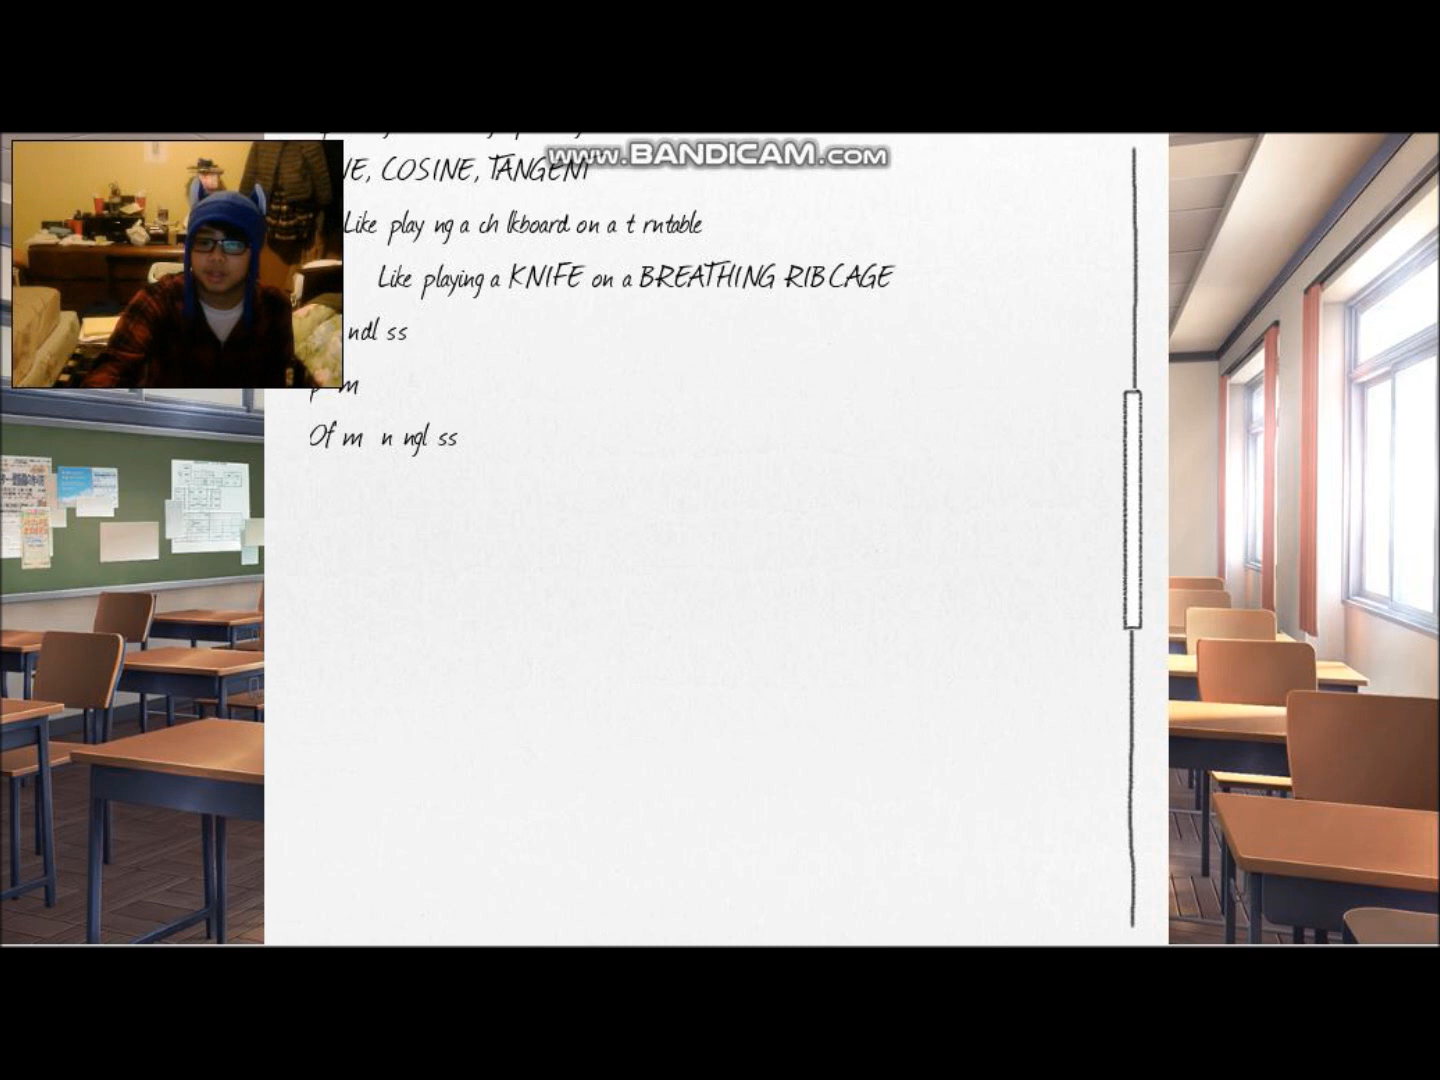 www.BANDICAM.com
NE, COSINE, TANGENT
Like play ng a ch lkboard on a t rntable
Like playing a KNIFE on a BREATHING RIBCAGE
ndl ss
p m
Of m n ngl ss